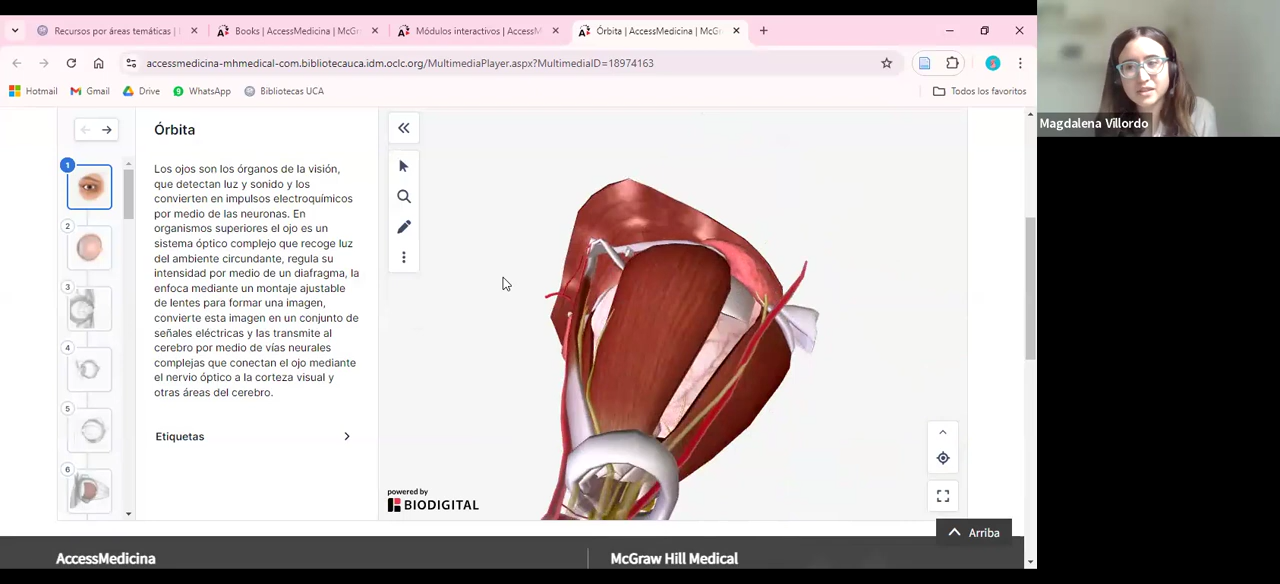 Recursos por áreas temáticas |
Books | AccessMedicina | McGr
Módulos interactivos | AccessM
Órbita | AccessMedicina | McGr
accessmedicina-mhmedical-com.bibliotecauca.idm.oclc.org/MultimediaPlayer.aspx?MultimediaID=18974163
Hotmail
Gmail
Drive
WhatsApp
Bibliotecas UCA
Todos los favoritos
Magdalena Villordo
1
2
3
4
5
6
Órbita
Los ojos son los órganos de la visión,
que detectan luz y sonido y los
convierten en impulsos electroquímicos
por medio de las neuronas. En
organismos superiores el ojo es un
sistema óptico complejo que recoge luz
del ambiente circundante, regula su
intensidad por medio de un diafragma, la
enfoca mediante un montaje ajustable
de lentes para formar una imagen,
convierte esta imagen en un conjunto de
señales eléctricas y las transmite al
cerebro por medio de vías neurales
complejas que conectan el ojo mediante
el nervio óptico a la corteza visual y
otras áreas del cerebro.
Etiquetas
powered by
BIODIGITAL
Arriba
AccessMedicina
McGraw Hill Medical